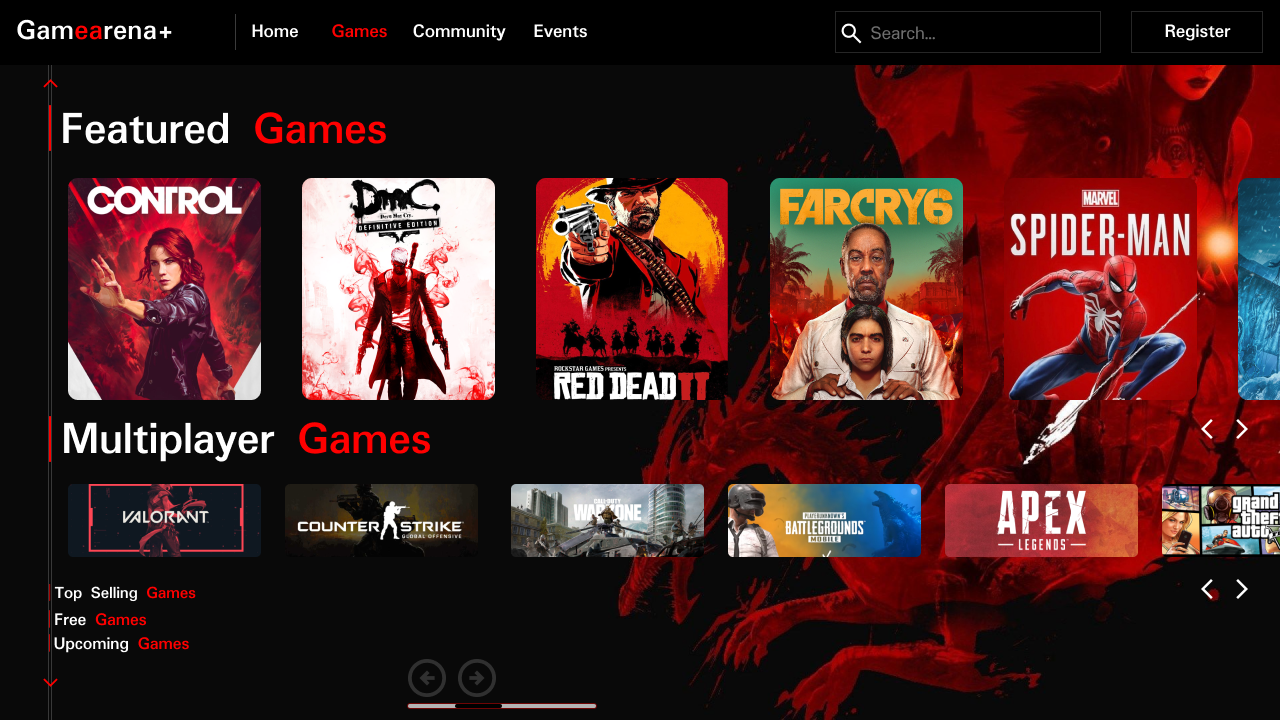 Gamearena+
Home
Games
Community
Events
Search...
Register
Featured Games
CONTROL
DmC
Devil May Cry
DEFINITIVE EDITION
ROCKSTAR GAMES PRESENTS
RED DEAD II
FARCRY6
MARVEL
SPIDER-MAN
Multiplayer Games
VALORANT
COUNTER STRIKE
GLOBAL OFFENSIVE
CALL OF DUTY
WARZONE
PLAYERUNKNOWN'S
BATTLEGROUNDS
MOBILE
APEX
LEGENDS
grand
theft
auto
Top Selling Games
Free Games
Upcoming Games